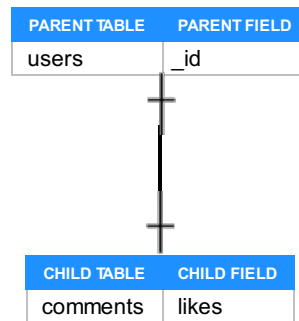 PARENT TABLE PARENT FIELD
users _id
CHILD TABLE CHILD FIELD
comments likes